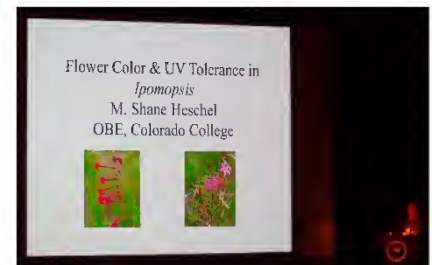 Flower Color & UV Tolerance in
Ipomopsis
M. Shane Heschel
OBE, Colorado College